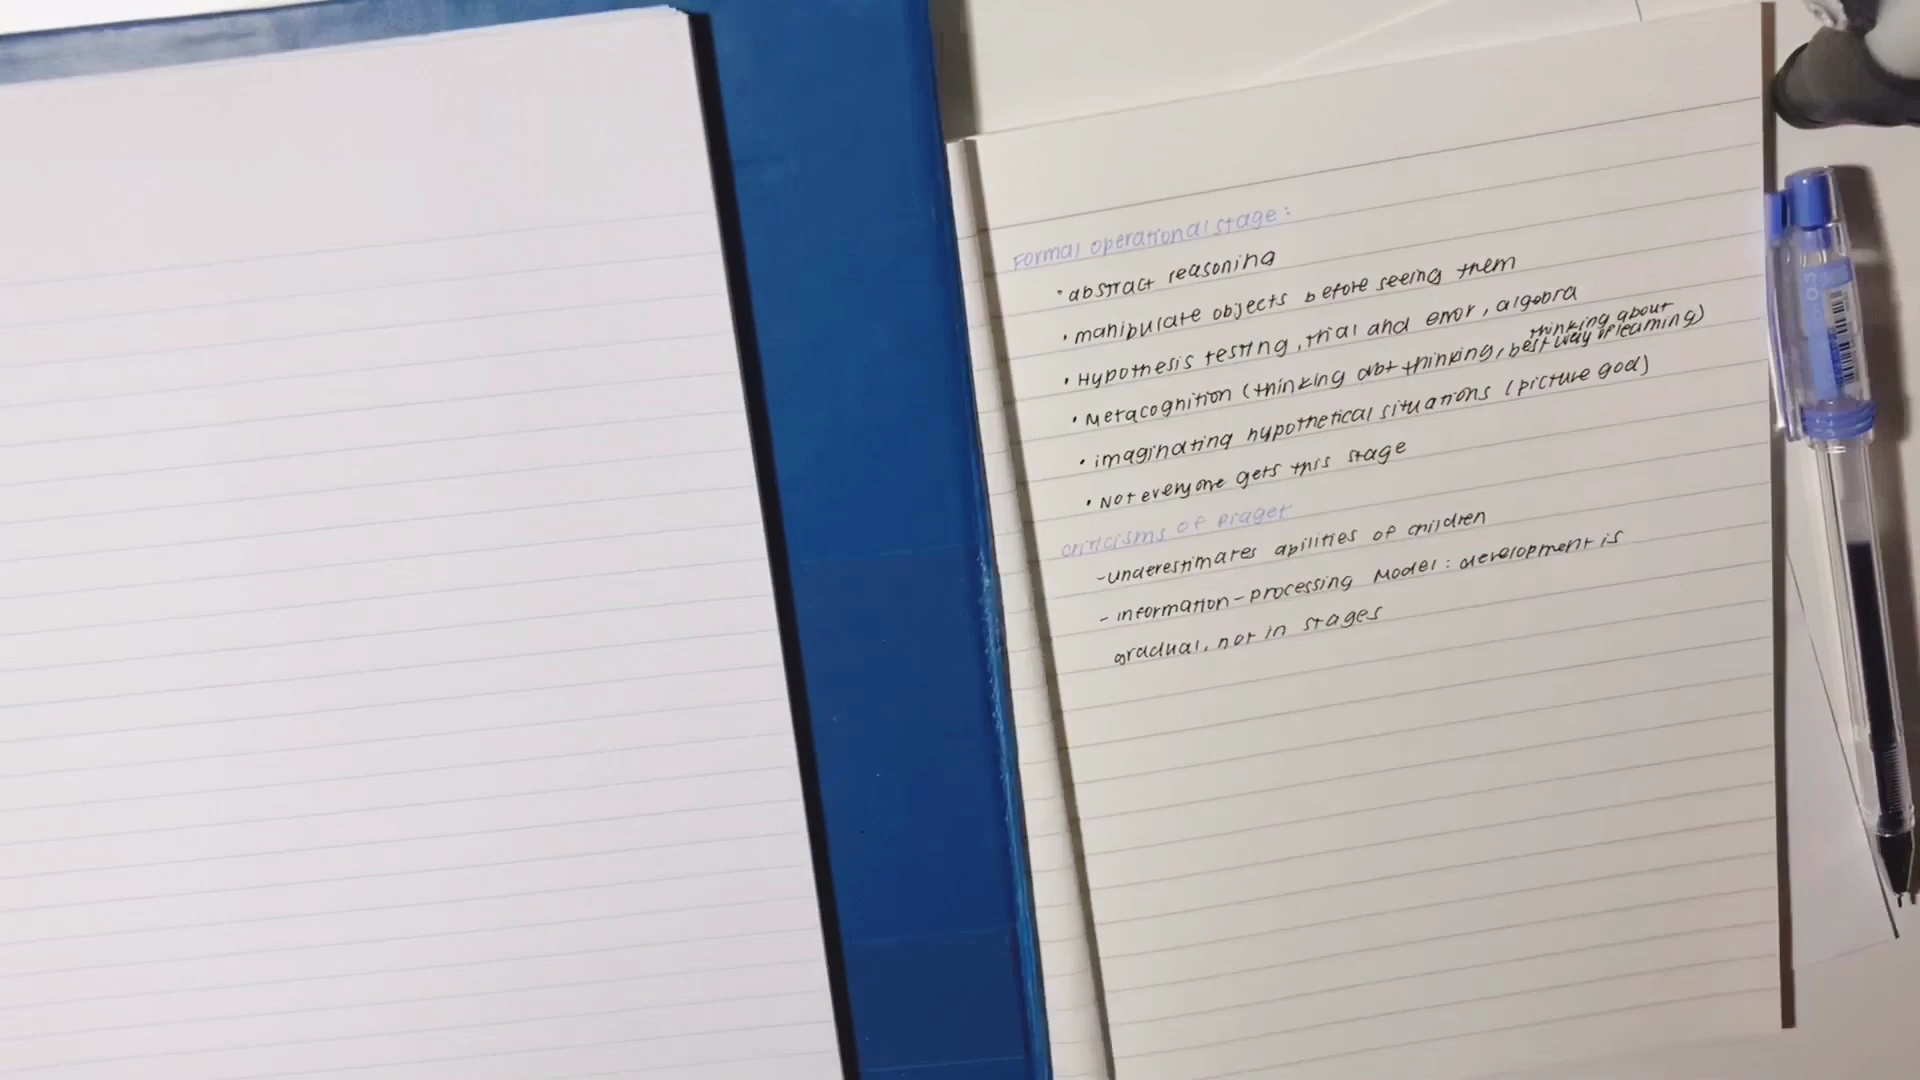 Formal operational stage:
• abstract reasoning
• manipulate objects before seeing them
• Hypothesis testing, trial and error, algebra
thinking about
• Metacognition (thinking abt thinking, best way of learning)
• imaginating hypothetical situations (picture god)
• Not everyone gets this stage
criticisms of Piaget
- underestimates abilities of children
- information-processing Model: development is
gradual, not in stages
0.3